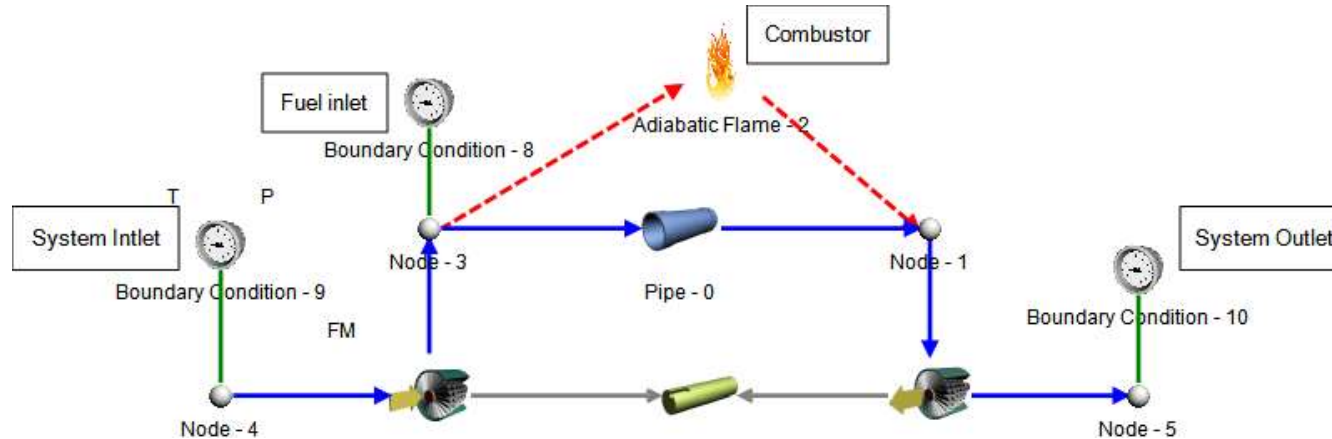 Combustor
Fuel inlet
Adiabatic Flame - 2
Boundary Condition - 8
T P
System Intlet
System Outlet
Node - 3
Node - 1
Boundary Condition - 9
Pipe - 0
Boundary Condition - 10
FM
Node - 4
Node - 5